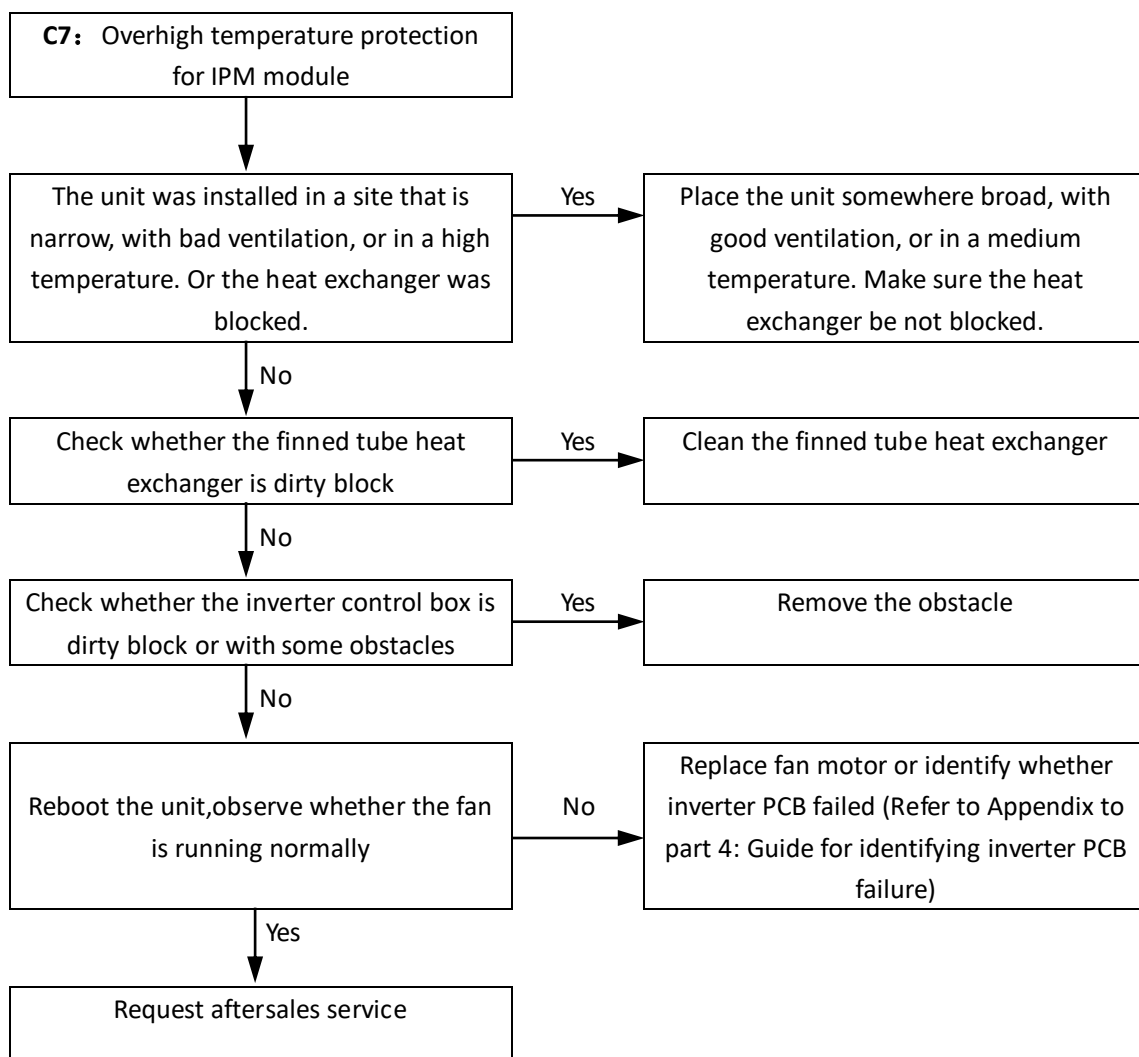 C7： Overhigh temperature protection
for IPM module
The unit was installed in a site that is
narrow, with bad ventilation, or in a high
temperature. Or the heat exchanger was
blocked.
Yes
Place the unit somewhere broad, with
good ventilation, or in a medium
temperature. Make sure the heat
exchanger be not blocked.
No
Check whether the finned tube heat
exchanger is dirty block
Yes
Clean the finned tube heat exchanger
No
Check whether the inverter control box is
dirty block or with some obstacles
Yes
Remove the obstacle
No
Reboot the unit,observe whether the fan
is running normally
No
Replace fan motor or identify whether
inverter PCB failed (Refer to Appendix to
part 4: Guide for identifying inverter PCB
failure)
Yes
Request aftersales service